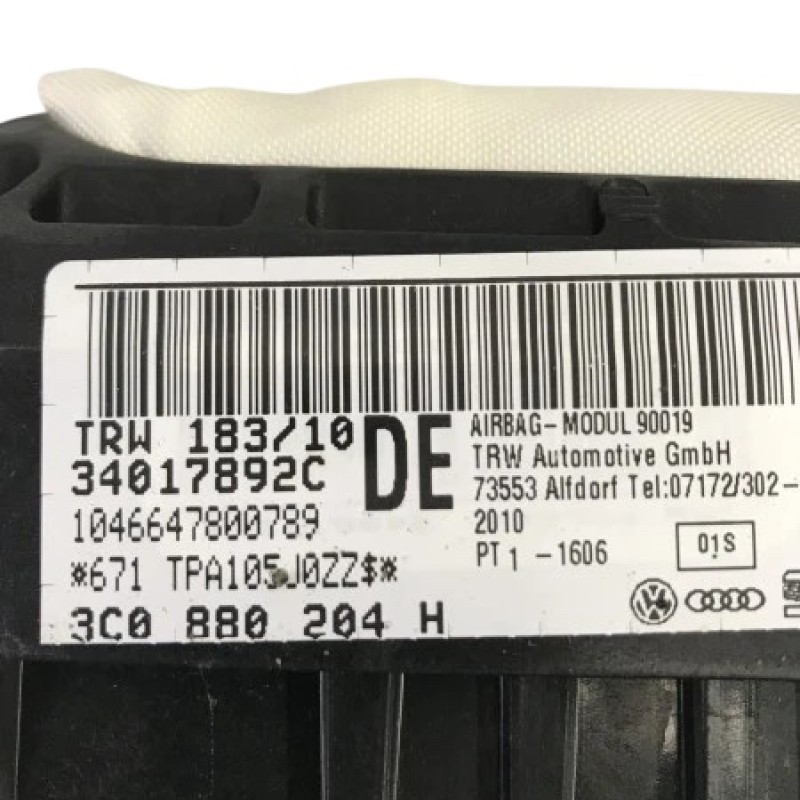 TRW 183/10
34017892C
1046647800789
*671 TPA105J0ZZ$*
3C0 880 204 H
DE
AIRBAG-MODUL 90019
TRW Automotive GmbH
73553 Alfdorf Tel:07172/302-
2010
PT 1 -1606
01S